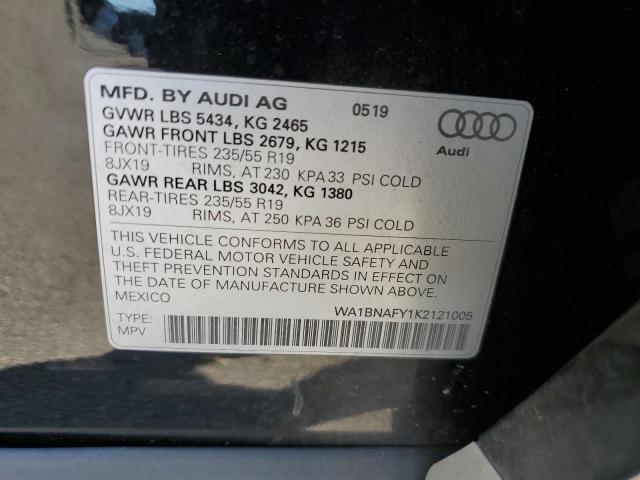 MFD. BY AUDI AG 0519
GVWR LBS 5434, KG 2465
GAWR FRONT LBS 2679, KG 1215
FRONT-TIRES 235/55 R19
8JX19 RIMS, AT 230 KPA 33 PSI COLD
GAWR REAR LBS 3042, KG 1380
REAR-TIRES 235/55 R19
8JX19 RIMS, AT 250 KPA 36 PSI COLD
Audi
THIS VEHICLE CONFORMS TO ALL APPLICABLE
U.S. FEDERAL MOTOR VEHICLE SAFETY AND
THEFT PREVENTION STANDARDS IN EFFECT ON
THE DATE OF MANUFACTURE SHOWN ABOVE.
MEXICO
WA1BNAFY1K2121005
TYPE:
MPV